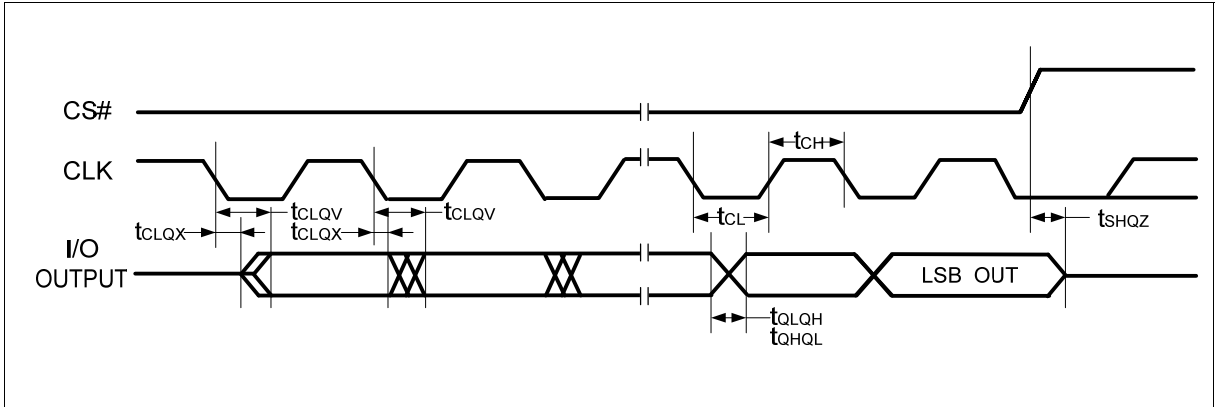 CS#
CLK
tCH
tCLQV
tCLQV
tCL
tSHQZ
tCLQX
tCLQX
I/O
OUTPUT
LSB OUT
tQLQH
tQHQL